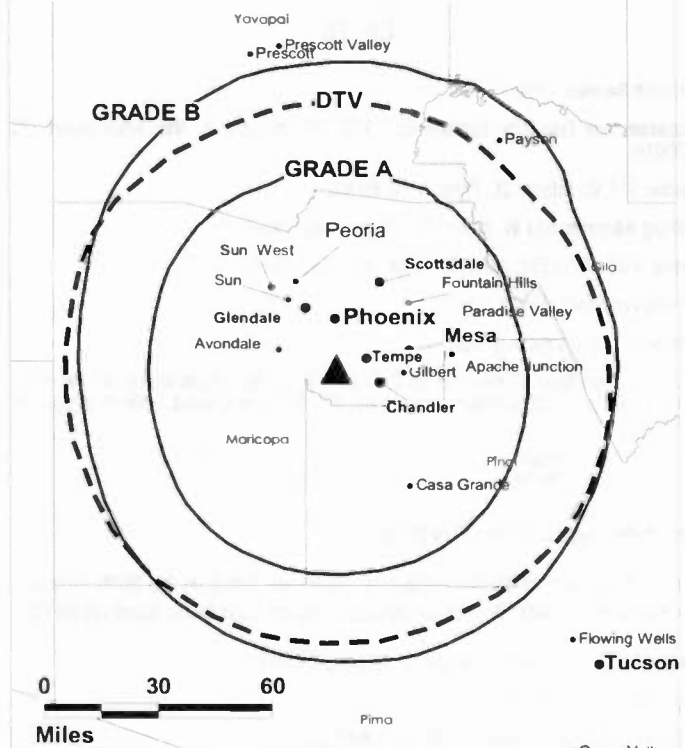 Yavapai
Prescott Valley
Prescott
GRADE B
DTV
Payson
GRADE A
Peoria
Sun West
Scottsdale
Gila
Sun
Fountain Hills
Glendale
Phoenix
Paradise Valley
Mesa
Avondale
Tempe
Gilbert
Apache Junction
Chandler
Maricopa
Pinal
Casa Grande
Flowing Wells
Tucson
0 30 60
Miles
Pima